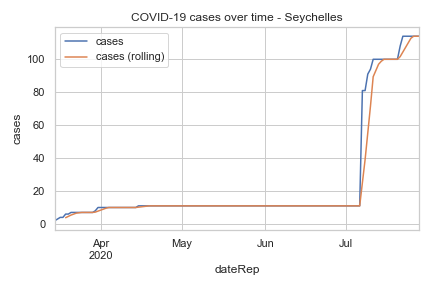 COVID-19 cases over time - Seychelles
cases
cases (rolling)
cases
100
80
60
40
20
0
Apr
2020
May
Jun
Jul
dateRep